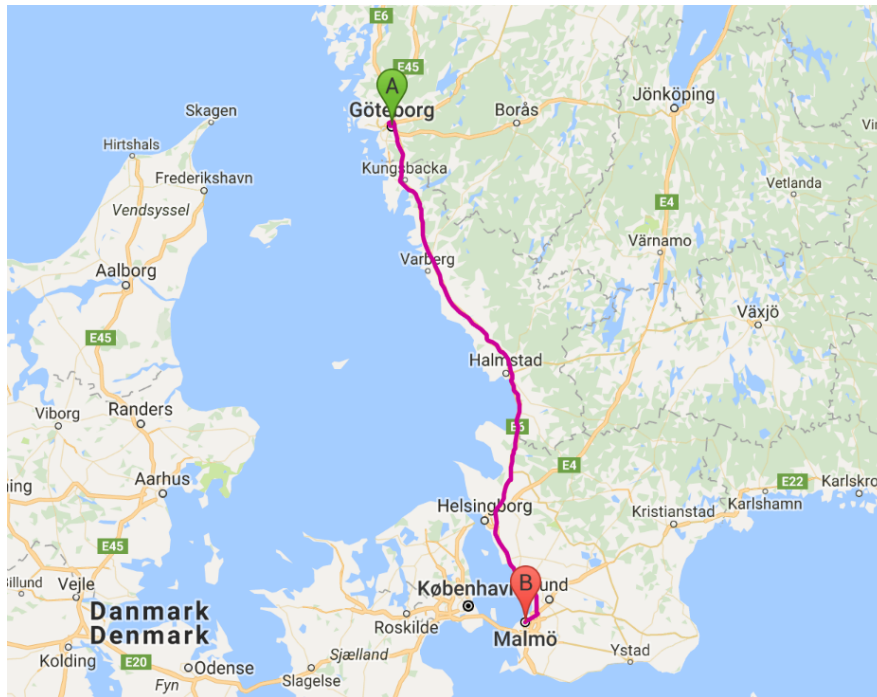 E6
E45
A
Göteborg
Borås
Jönköping
Skagen
Hirtshals
Kungsbacka
Frederikshavn
Vetlanda
E4
Vendsyssel
Värnamo
Varberg
Aalborg
Växjö
E45
Halmstad
Viborg
Randers
E6
E4
Aarhus
E22
Karlskro
Karlshamn
Helsingborg
Kristianstad
E45
Billund
Vejle
København
B
und
Danmark
Denmark
Roskilde
Malmö
Kolding
E20
Odense
Sjælland
Ystad
Slagelse
Fyn